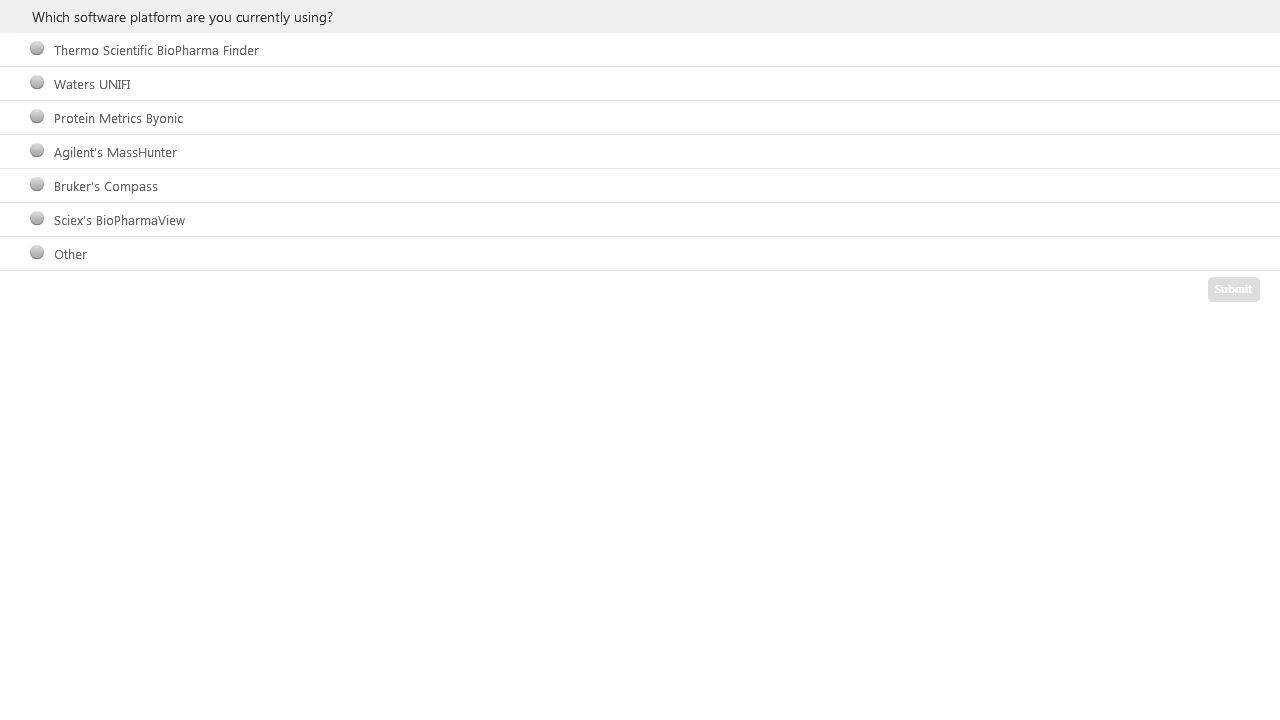 Which software platform are you currently using?
Thermo Scientific BioPharma Finder
Waters UNIFI
Protein Metrics Byonic
Agilent's MassHunter
Bruker's Compass
Sciex's BioPharmaView
Other
Submit